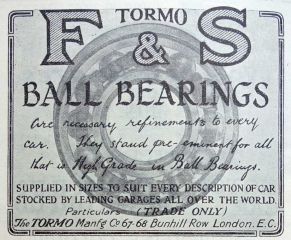 TORMO
F & S
BALL BEARINGS
are necessary refinements to every
car. They stand pre-eminent for all
that is High Grade in Ball Bearings.
SUPPLIED IN SIZES TO SUIT EVERY DESCRIPTION OF CAR
STOCKED BY LEADING GARAGES ALL OVER THE WORLD.
Particulars - (TRADE ONLY)
The TORMO Manfg Co 67-68 Bunhill Row London, E.C.